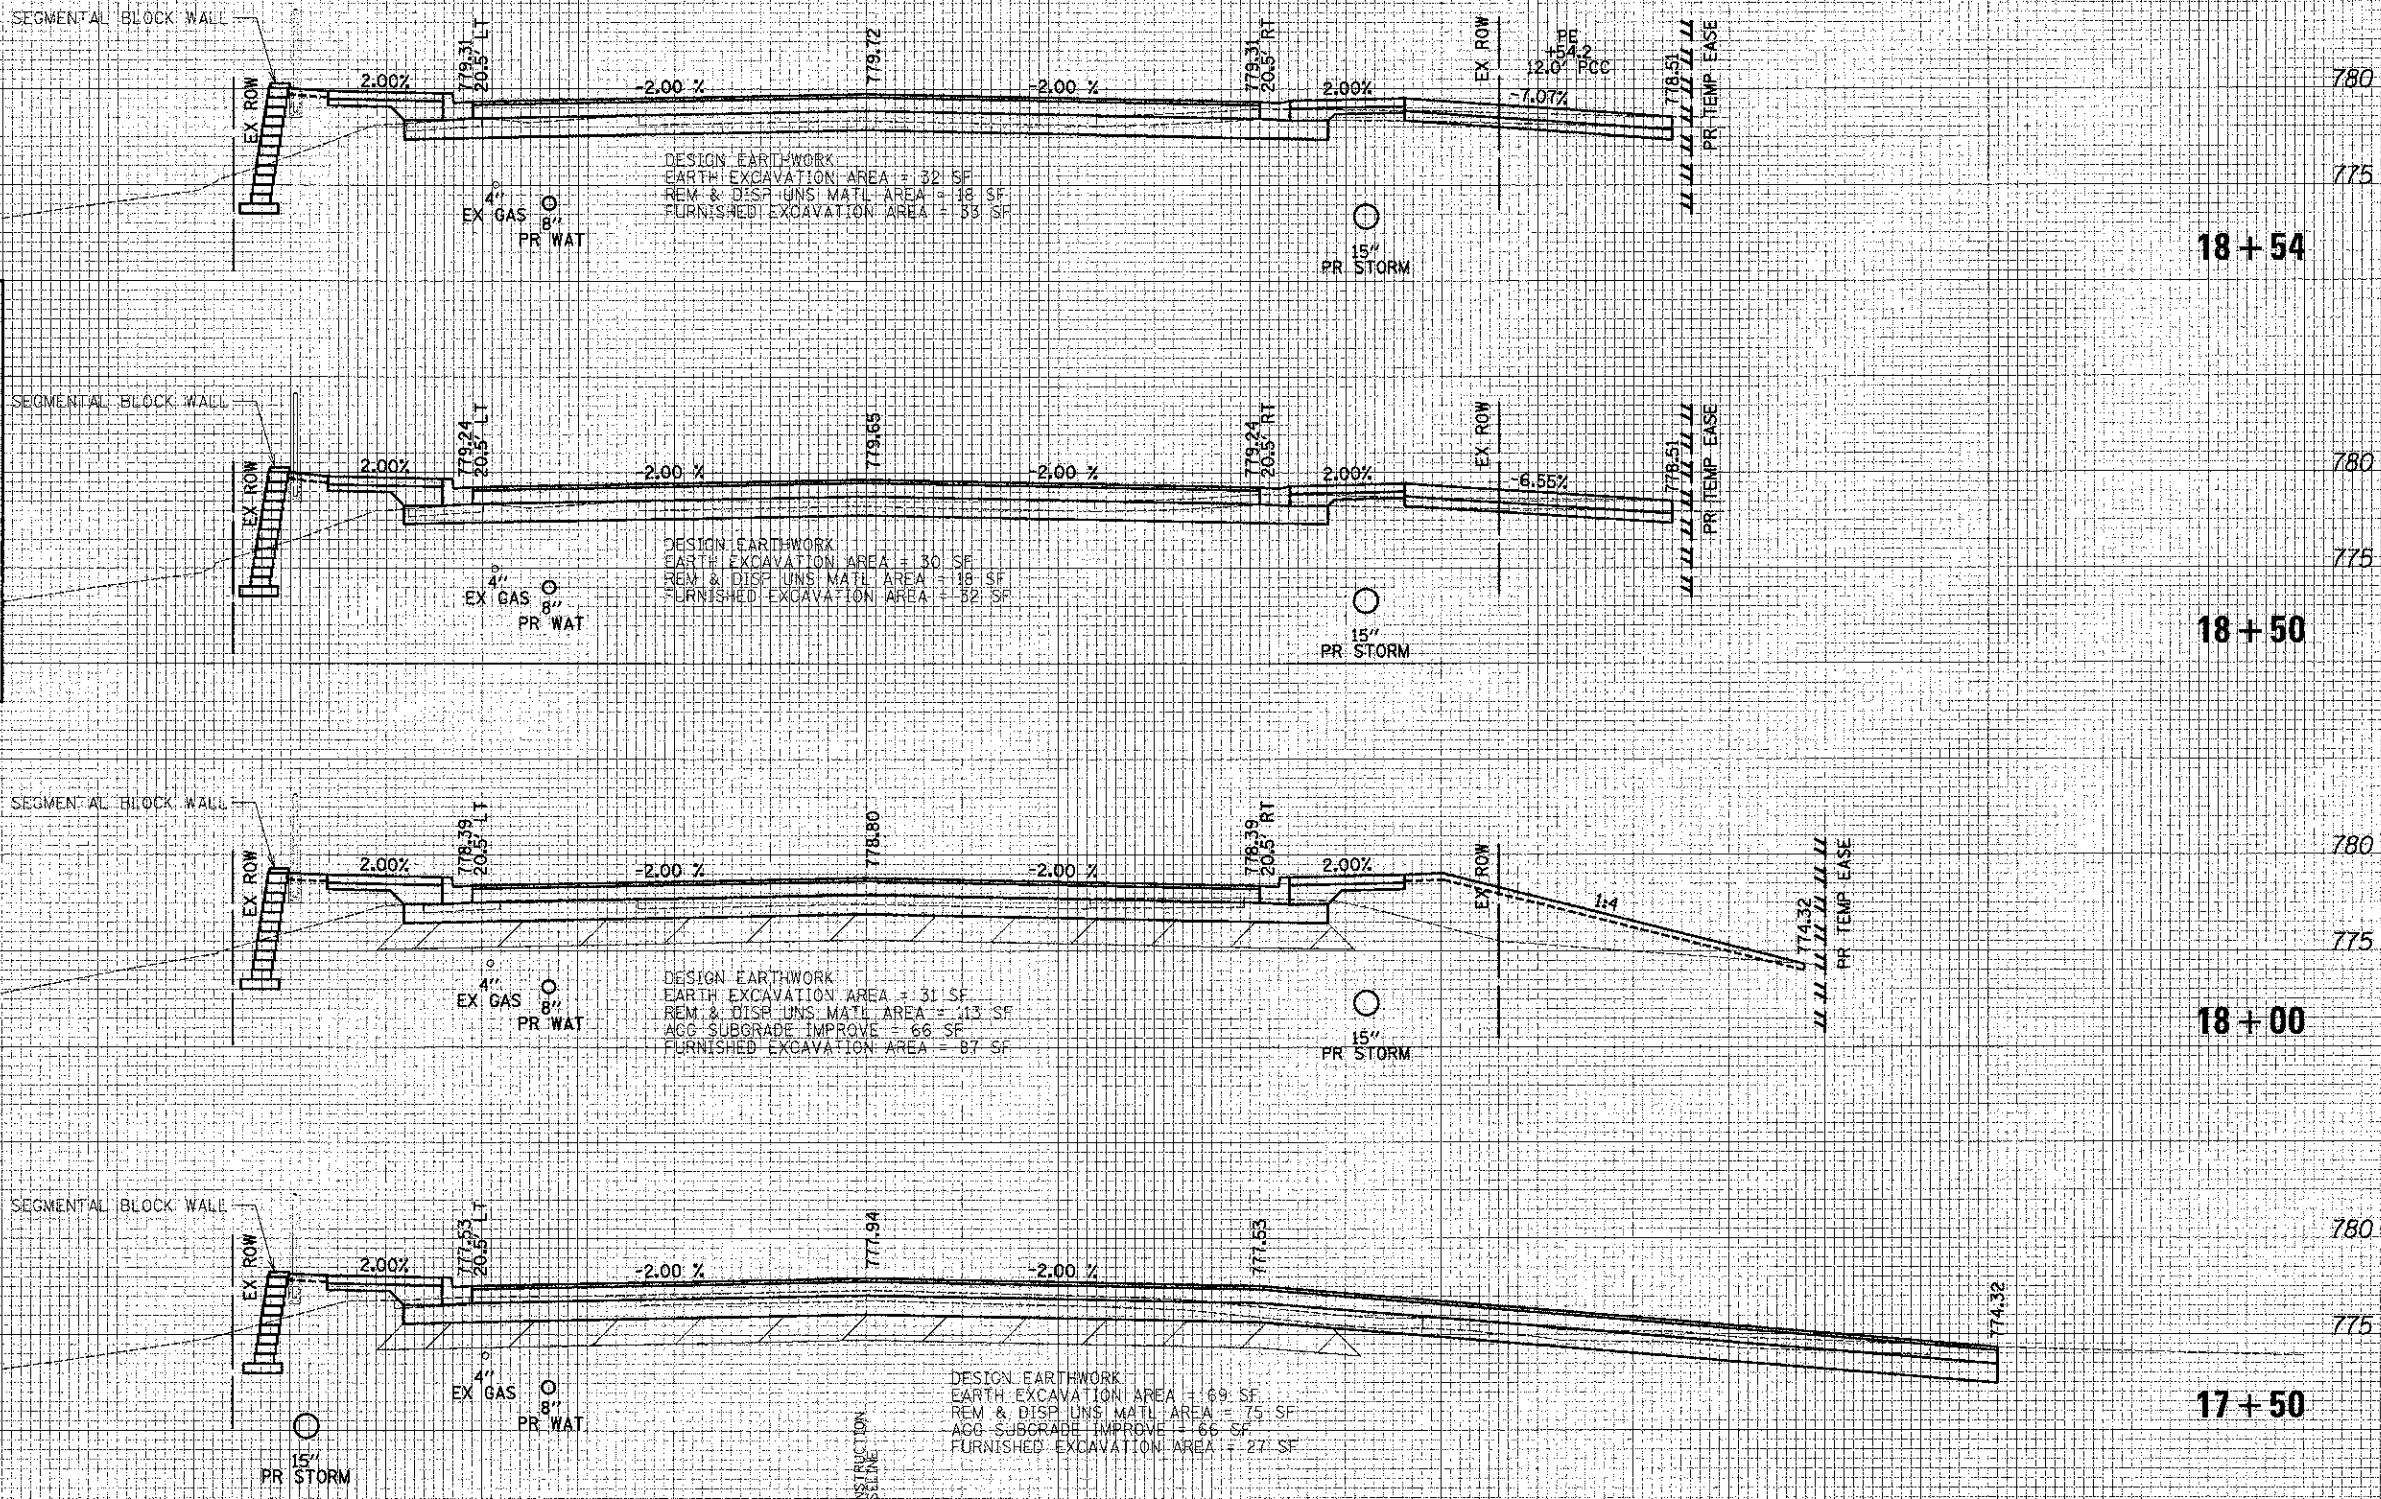 SEGMENTAL BLOCK WALL
EX ROW
2.00%
779.31
20.5' LT
-2.00 %
779.72
-2.00 %
779.31
20.5' RT
2.00%
EX ROW
PE
+54.2
12.0' PCC
-7.07%
778.51
PR TEMP EASE
780
775
DESIGN EARTHWORK
EARTH EXCAVATION AREA = 32 SF
REM & DISP UNS MATL AREA = 18 SF
FURNISHED EXCAVATION AREA = 33 SF
4"
EX GAS
8"
PR WAT
15"
PR STORM
18 + 54
SEGMENTAL BLOCK WALL
EX ROW
2.00%
779.24
20.5' LT
-2.00 %
779.65
-2.00 %
779.24
20.5' RT
2.00%
EX ROW
-6.55%
778.51
PR TEMP EASE
780
775
DESIGN EARTHWORK
EARTH EXCAVATION AREA = 30 SF
REM & DISP UNS MATL AREA = 18 SF
FURNISHED EXCAVATION AREA = 32 SF
4"
EX GAS
8"
PR WAT
15"
PR STORM
18 + 50
SEGMENTAL BLOCK WALL
EX ROW
2.00%
778.39
20.5' LT
-2.00 %
778.80
-2.00 %
778.39
20.5' RT
2.00%
EX ROW
1:4
774.32
PR TEMP EASE
780
775
DESIGN EARTHWORK
EARTH EXCAVATION AREA = 31 SF
REM & DISP UNS MATL AREA = 113 SF
AGG SUBGRADE IMPROVE = 66 SF
FURNISHED EXCAVATION AREA = 87 SF
4"
EX GAS
8"
PR WAT
15"
PR STORM
18 + 00
SEGMENTAL BLOCK WALL
EX ROW
2.00%
777.53
20.5' LT
-2.00 %
777.94
-2.00 %
777.53
774.32
780
775
DESIGN EARTHWORK
EARTH EXCAVATION AREA = 69 SF
REM & DISP UNS MATL AREA = 75 SF
AGG SUBGRADE IMPROVE = 66 SF
FURNISHED EXCAVATION AREA = 27 SF
4"
EX GAS
8"
PR WAT
15"
PR STORM
17 + 50